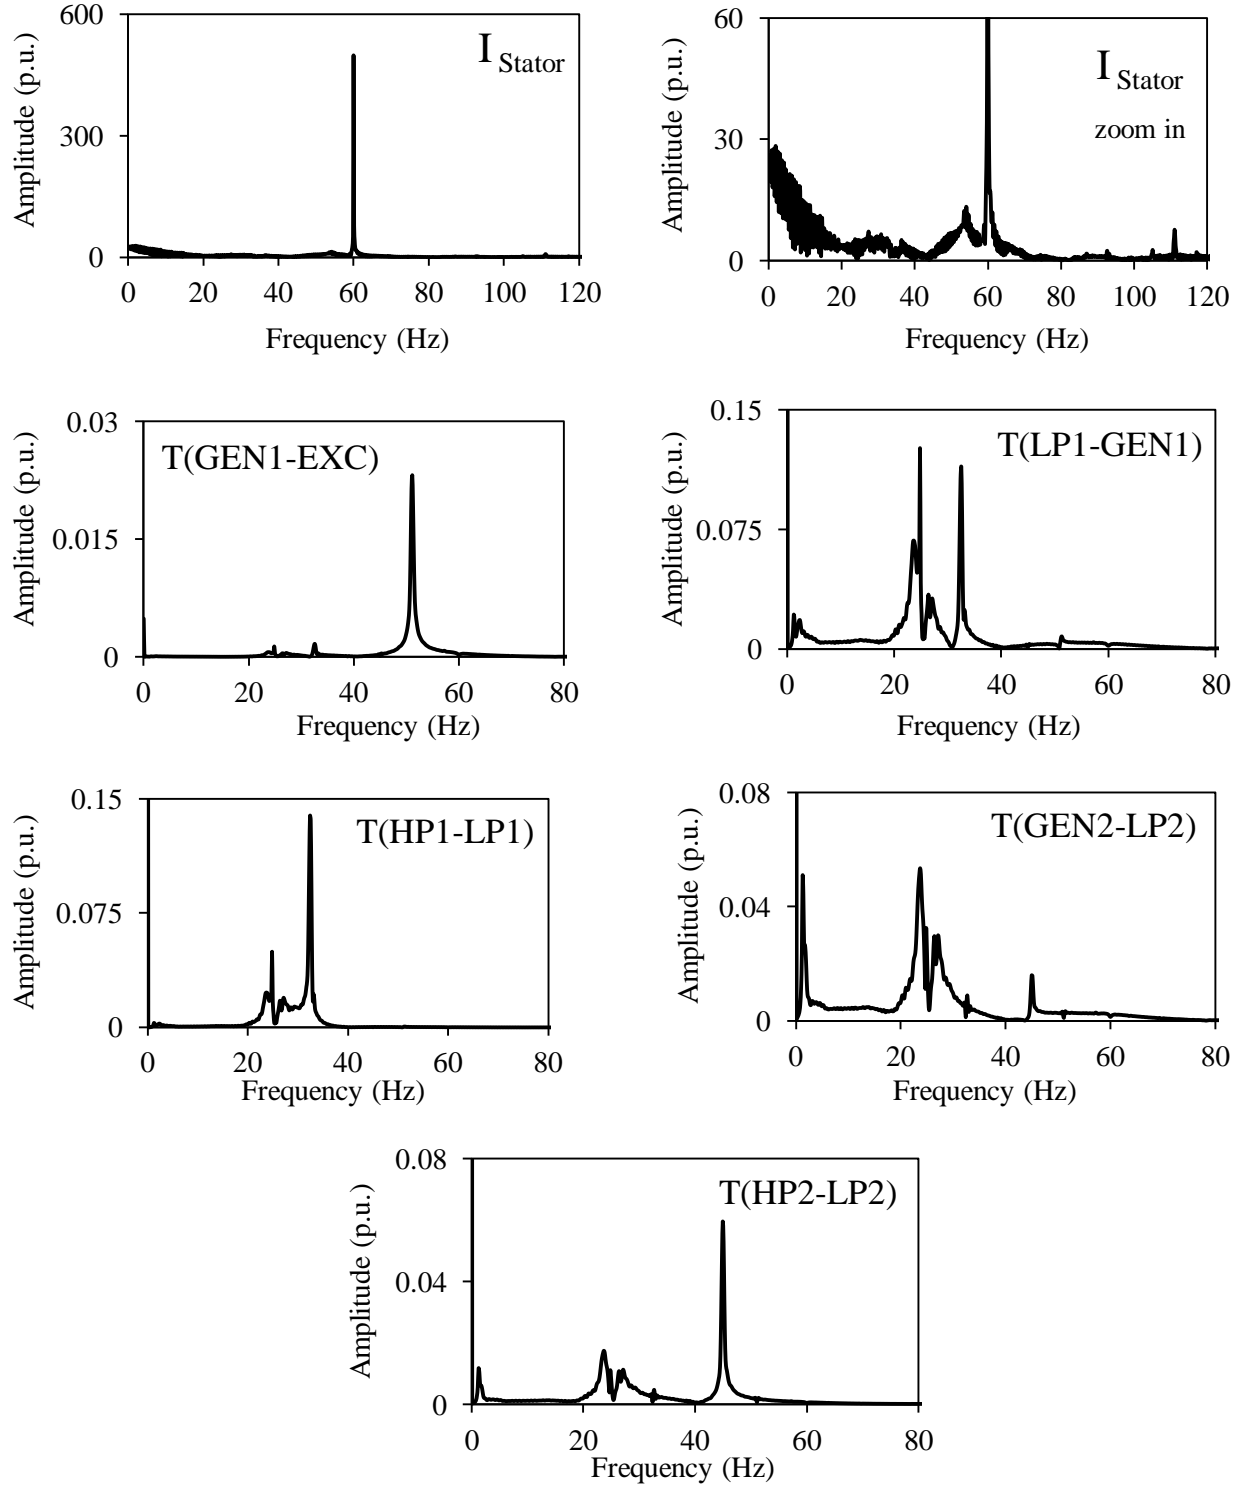 600
300
0
0 20 40 60 80 100 120
Amplitude (p.u.)
Frequency (Hz)
I Stator
60
30
0
0 20 40 60 80 100 120
Amplitude (p.u.)
Frequency (Hz)
I Stator
zoom in
0.03
0.015
0
0 20 40 60 80
Amplitude (p.u.)
Frequency (Hz)
T(GEN1-EXC)
0.15
0.075
0
0 20 40 60 80
Amplitude (p.u.)
Frequency (Hz)
T(LP1-GEN1)
0.15
0.075
0
0 20 40 60 80
Amplitude (p.u.)
Frequency (Hz)
T(HP1-LP1)
0.08
0.04
0
0 20 40 60 80
Amplitude (p.u.)
Frequency (Hz)
T(GEN2-LP2)
0.08
0.04
0
0 20 40 60 80
Amplitude (p.u.)
Frequency (Hz)
T(HP2-LP2)